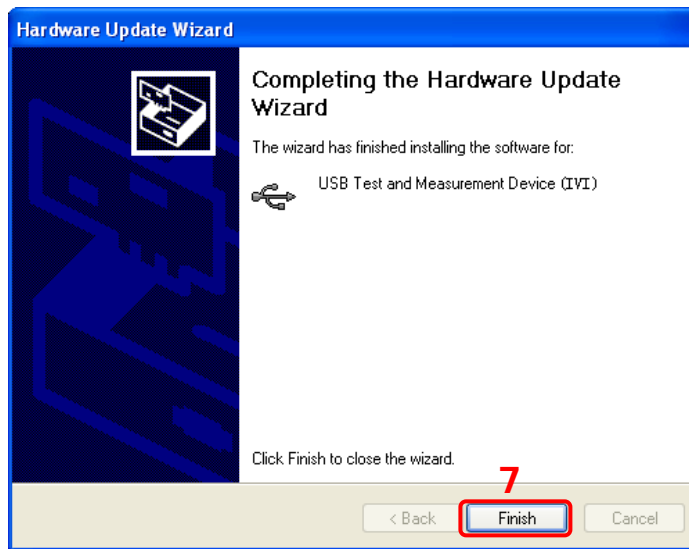 Hardware Update Wizard
Completing the Hardware Update
Wizard
The wizard has finished installing the software for:
USB Test and Measurement Device (IVI)
Click Finish to close the wizard.
7
< Back Finish Cancel